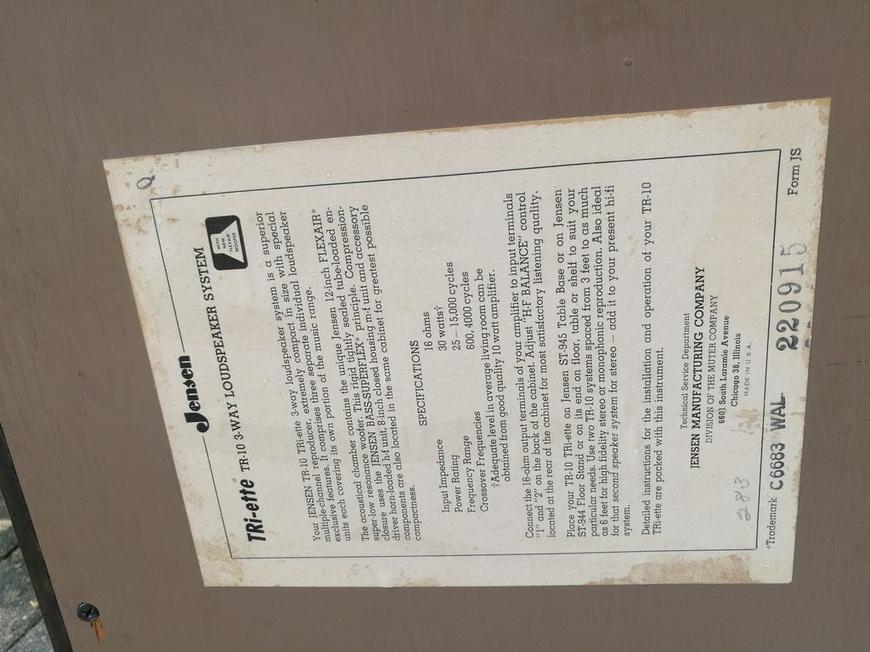 Q
Jensen
TRi-ette TR-10 3-WAY LOUDSPEAKER SYSTEM
WITH
NEW
FLEXAIR
WOOFER
Your JENSEN TR-10 TRi-ette 3-way loudspeaker system is a superior
multiple-channel reproducer, extremely compact in size with special
exclusive features. It comprises three separate individual loudspeaker
units each covering its own portion of the music range.
The acoustical chamber contains the unique Jensen 12-inch FLEXAIR*
super-low resonance woofer. This rigid tightly sealed tube-loaded en-
closure uses the JENSEN BASS-SUPERFLEX* principle. Compression-
driver barn-loaded h-f unit, 8-inch closed housing m-f unit and accessory
components are also located in the same cabinet for greatest possible
compactness.
SPECIFICATIONS
Input Impedance 16 ohms
Power Rating 30 watts†
Frequency Range 25 — 15,000 cycles
Crossover Frequencies 600, 4000 cycles
†Adequate level in average living room can be
obtained from good quality 10 watt amplifier.
Connect the 16-ohm output terminals of your amplifier to input terminals
"1" and "2" on the back of the cabinet. Adjust "H-F BALANCE" control
located at the rear of the cabinet for most satisfactory listening quality.
Place your TR-10 TRi-ette on Jensen ST-945 Table Base or on Jensen
ST-944 Floor Stand or on its end on floor, table or shelf to suit your
particular needs. Use two TR-10 systems spaced from 3 feet to as much
as 8 feet for high fidelity stereo or monophonic reproduction. Also ideal
for that second speaker system for stereo — add it to your present hi-fi
system.
Detailed instructions for the installation and operation of your TR-10
TRi-ette are packed with this instrument.
Technical Service Department
JENSEN MANUFACTURING COMPANY
DIVISION OF THE MUTER COMPANY
6601 South Laramie Avenue
Chicago 38, Illinois
MADE IN U.S.A.
283
*Trademark C6683 WAL 220915 Form JS